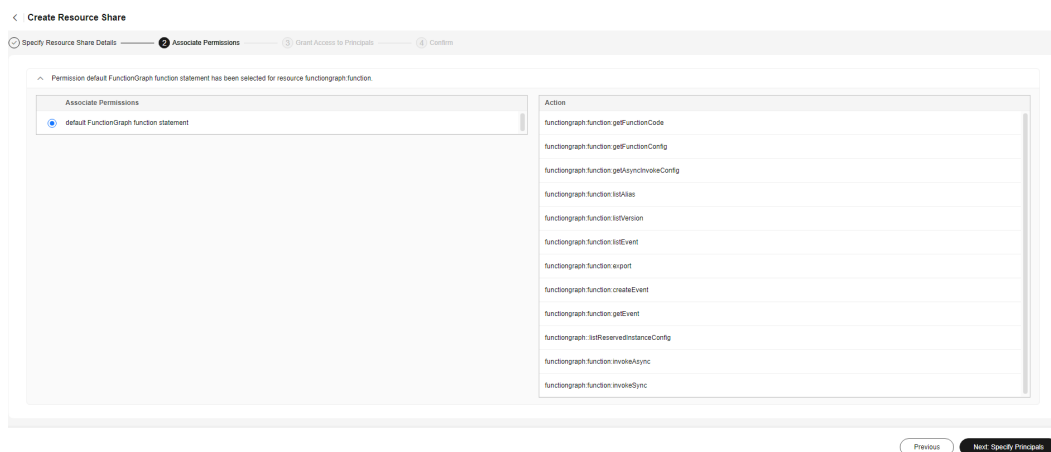 Create Resource Share
Specify Resource Share Details 2 Associate Permissions 3 Grant Access to Principals 4 Confirm
Permission default FunctionGraph function statement has been selected for resource functiongraph:function.
Associate Permissions
default FunctionGraph function statement
Action
functiongraph:function:getFunctionCode
functiongraph:function:getFunctionConfig
functiongraph:function:getAsyncInvokeConfig
functiongraph:function:listAlias
functiongraph:function:listVersion
functiongraph:function:listEvent
functiongraph:function:export
functiongraph:function:createEvent
functiongraph:function:getEvent
functiongraph::listReservedInstanceConfig
functiongraph:function:invokeAsync
functiongraph:function:invokeSync
Previous Next: Specify Principals